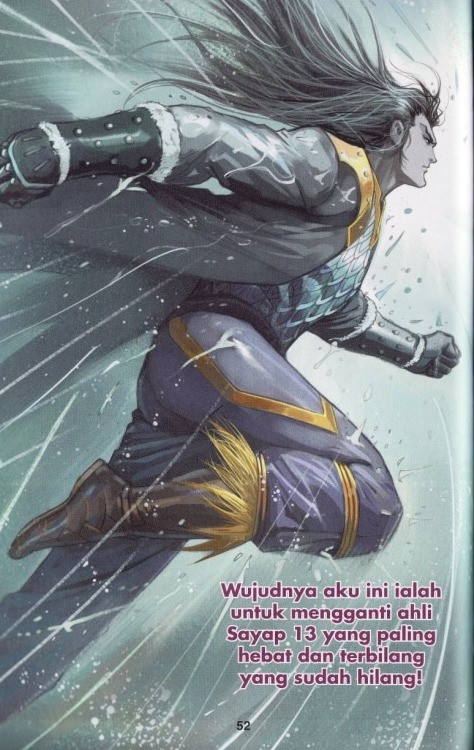 Wujudnya aku ini ialah
untuk mengganti ahli
Sayap 13 yang paling
hebat dan terbilang
yang sudah hilang!
52